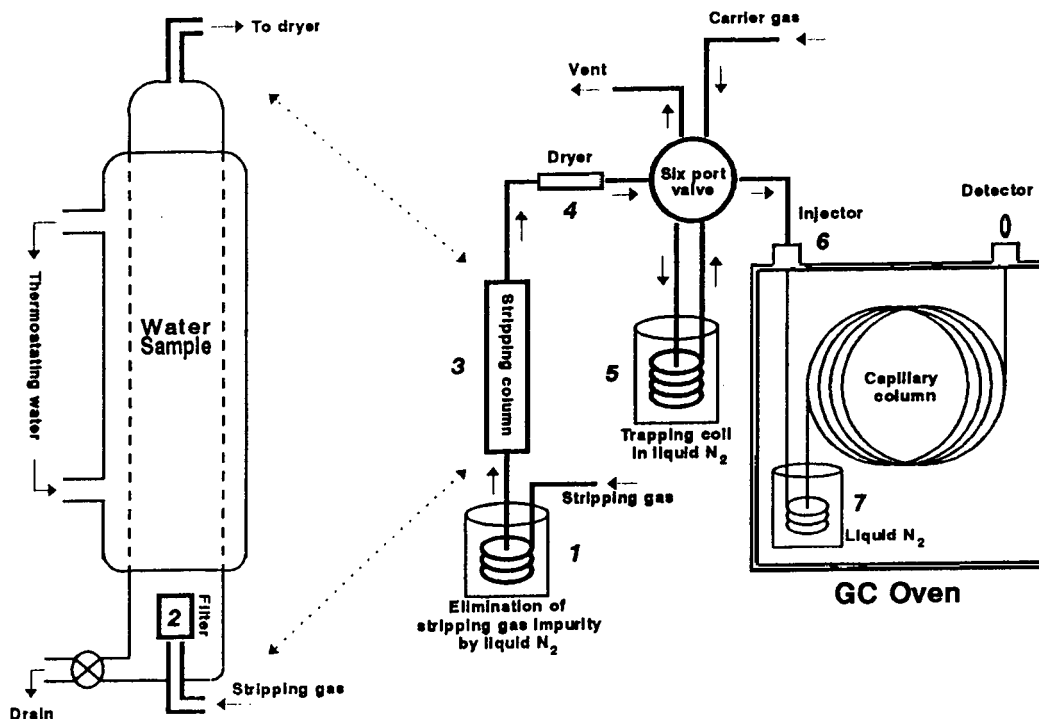 To dryer
Thermostating water
Water
Sample
2
Filter
Stripping gas
Drain
Carrier gas
Vent
Dryer
4
Six port
valve
3
Stripping column
Stripping gas
1
Elimination of
stripping gas impurity
by liquid N2
5
Trapping coil
in liquid N2
Injector
6
Detector
Capillary
column
7
Liquid N2
GC Oven